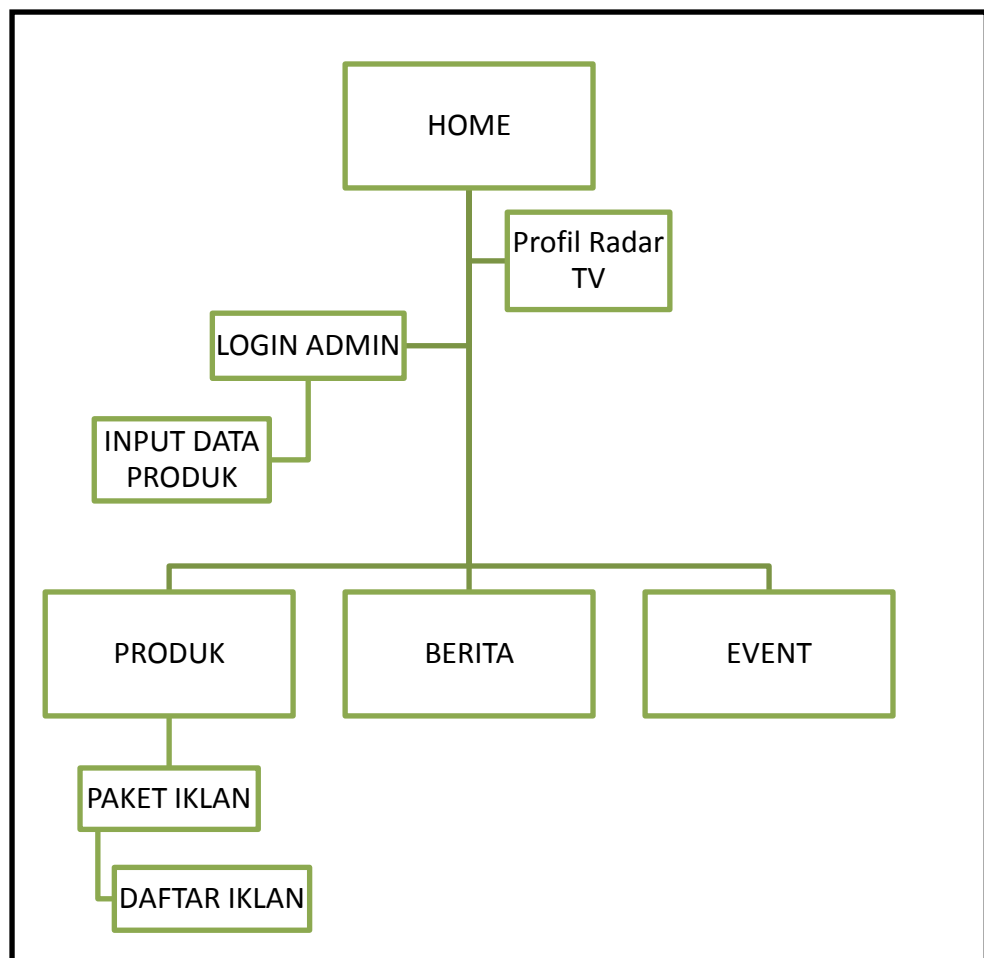 HOME
Profil Radar
TV
LOGIN ADMIN
INPUT DATA
PRODUK
PRODUK
BERITA
EVENT
PAKET IKLAN
DAFTAR IKLAN